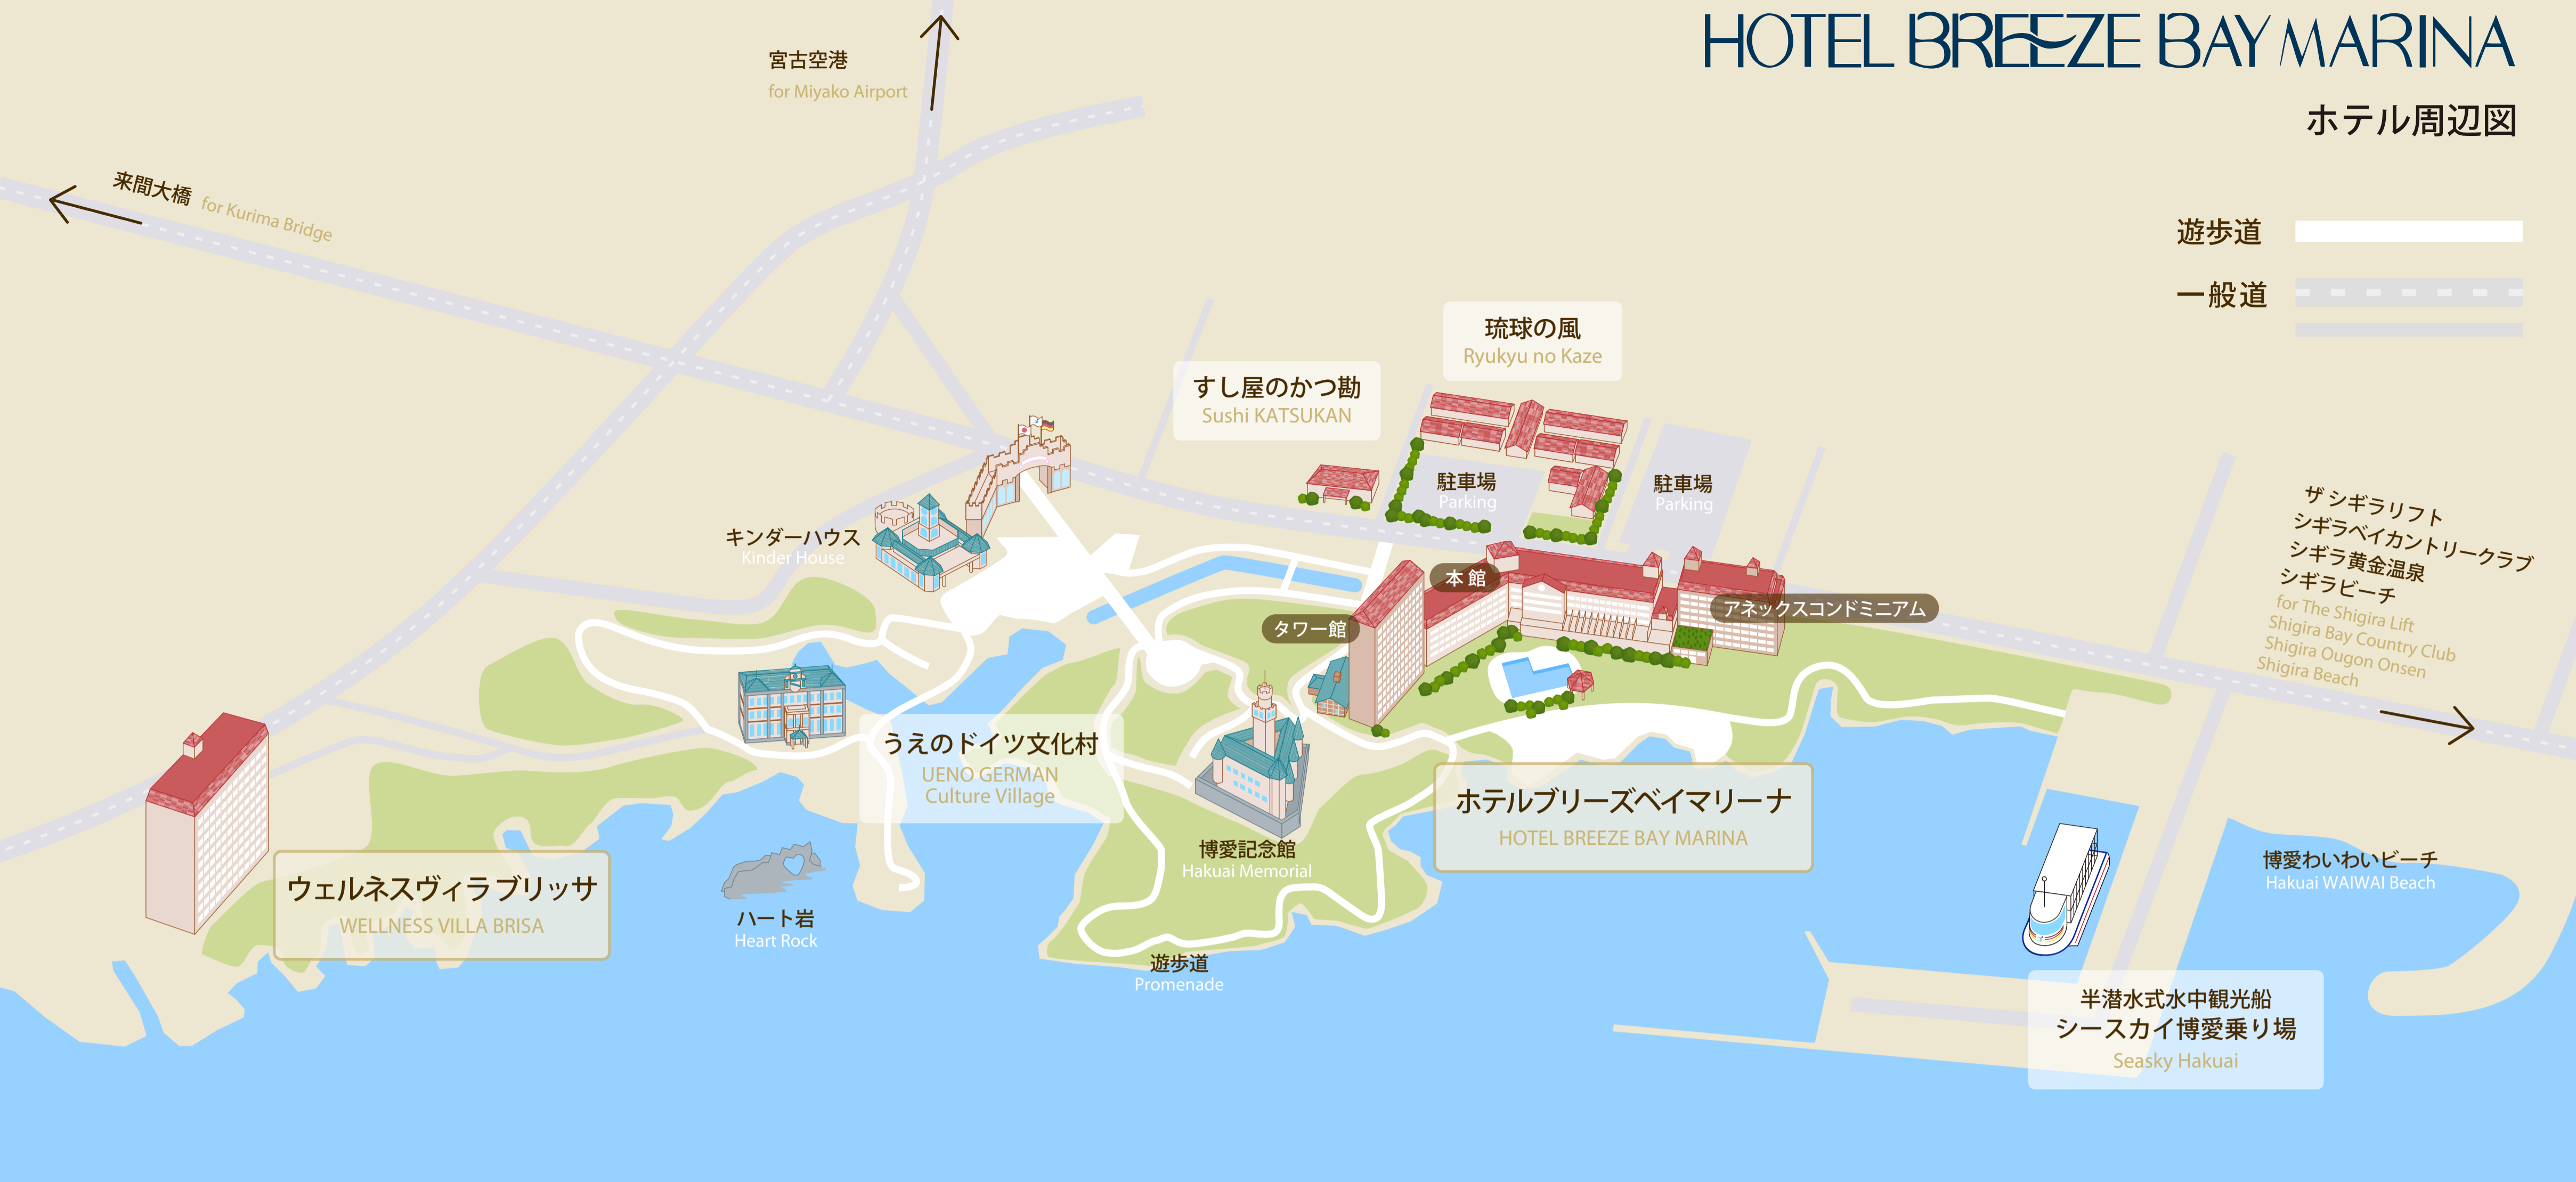 HOTEL BREEZE BAY MARINA
ホテル周辺図
遊歩道
一般道
宮古空港
for Miyako Airport
来間大橋 for Kurima Bridge
琉球の風
Ryukyu no Kaze
すし屋のかつ勘
Sushi KATSUKAN
駐車場
Parking
駐車場
Parking
キンダーハウス
Kinder House
本館
タワー館
アネックスコンドミニアム
ザ シギラリフト
シギラベイカントリークラブ
シギラ黄金温泉
シギラビーチ
for The Shigira Lift
Shigira Bay Country Club
Shigira Ougon Onsen
Shigira Beach
うえのドイツ文化村
UENO GERMAN
Culture Village
ホテルブリーズベイマリーナ
HOTEL BREEZE BAY MARINA
博愛記念館
Hakuai Memorial
ウェルネスヴィラブリッサ
WELLNESS VILLA BRISA
ハート岩
Heart Rock
遊歩道
Promenade
博愛わいわいビーチ
Hakuai WAIWAI Beach
半潜水式水中観光船
シースカイ博愛乗り場
Seasky Hakuai